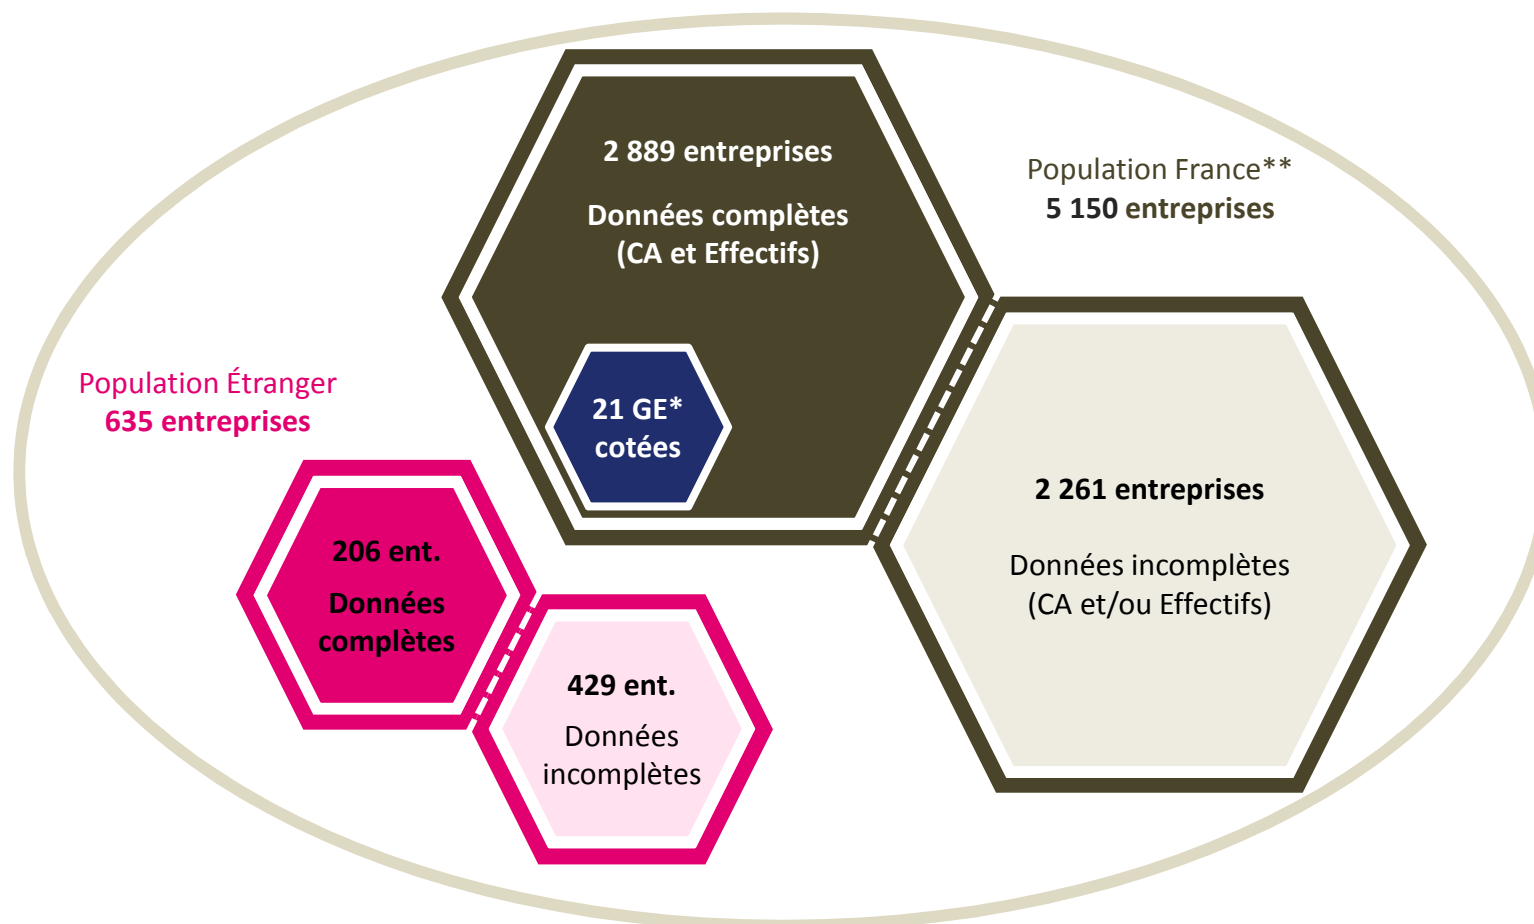 2 889 entreprises
Données complètes
(CA et Effectifs)
Population France**
5 150 entreprises
21 GE*
cotées
Population Étranger
635 entreprises
2 261 entreprises
Données incomplètes
(CA et/ou Effectifs)
206 ent.
Données
complètes
429 ent.
Données
incomplètes